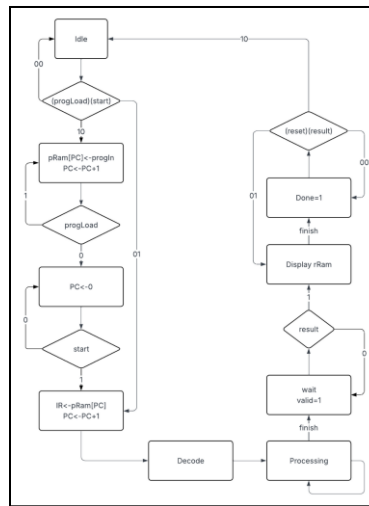 Idle
10
00
(progLoad)(start)
(reset)(result)
10
pRam[PC]<-progIn
PC<-PC+1
1
01
00
Done=1
progLoad
finish
0
01
Display rRam
PC<-0
1
0
result
start
0
1
wait
valid=1
IR<-pRam[PC]
PC<-PC+1
finish
Decode
Processing